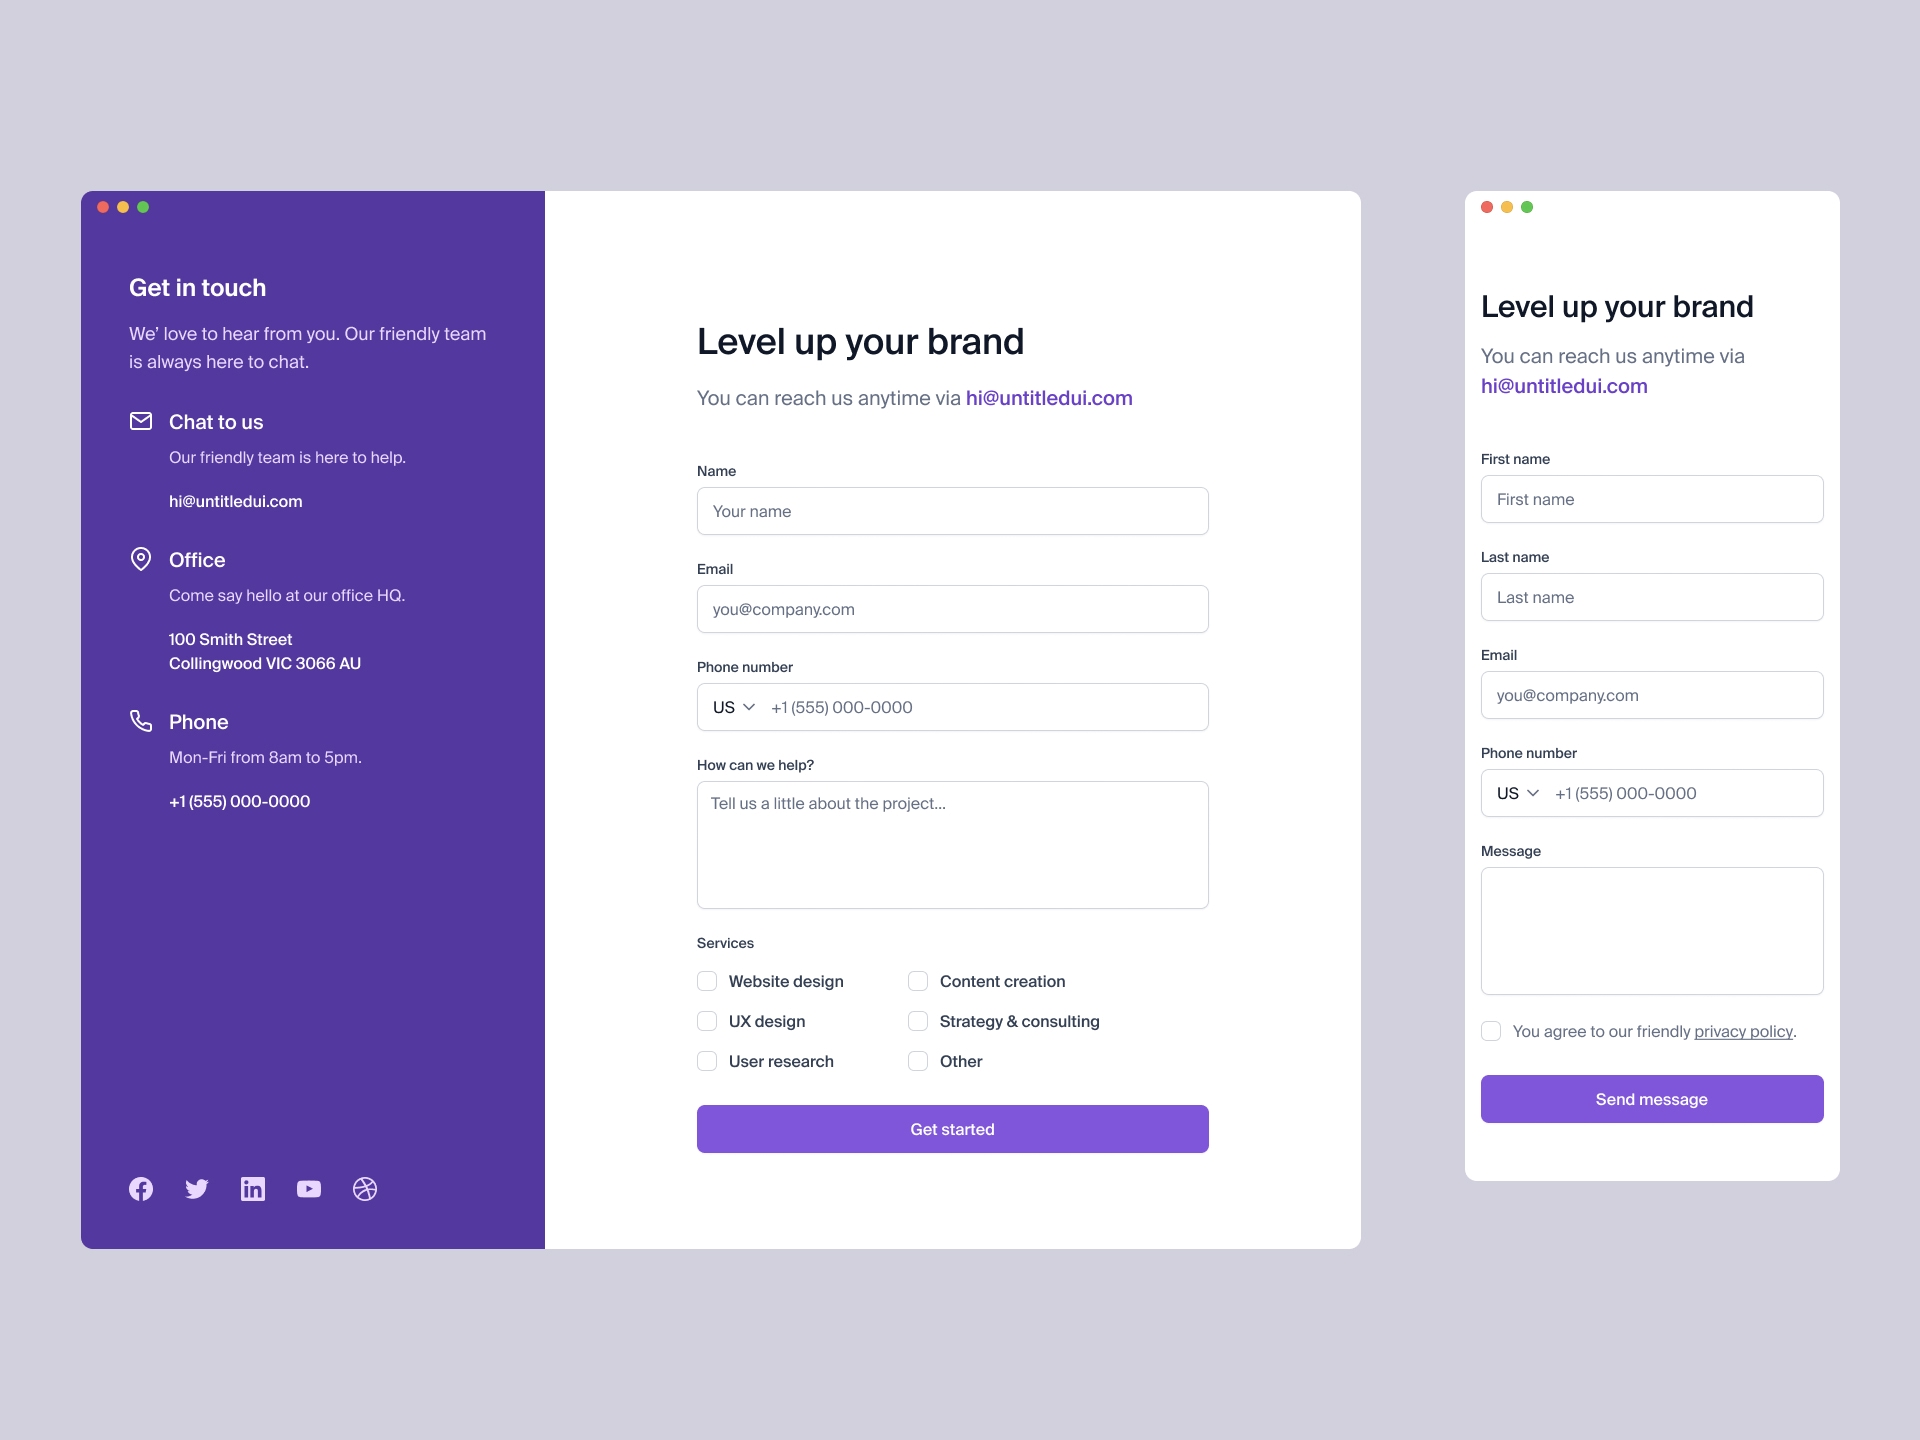 Get in touch
We’ love to hear from you. Our friendly team
is always here to chat.
Chat to us
Our friendly team is here to help.
hi@untitledui.com
Office
Come say hello at our office HQ.
100 Smith Street
Collingwood VIC 3066 AU
Phone
Mon-Fri from 8am to 5pm.
+1 (555) 000-0000
Level up your brand
You can reach us anytime via hi@untitledui.com
Name
Your name
Email
you@company.com
Phone number
US +1 (555) 000-0000
How can we help?
Tell us a little about the project...
Services
Website design
Content creation
UX design
Strategy & consulting
User research
Other
Get started
Level up your brand
You can reach us anytime via
hi@untitledui.com
First name
First name
Last name
Last name
Email
you@company.com
Phone number
US +1 (555) 000-0000
Message
You agree to our friendly privacy policy.
Send message